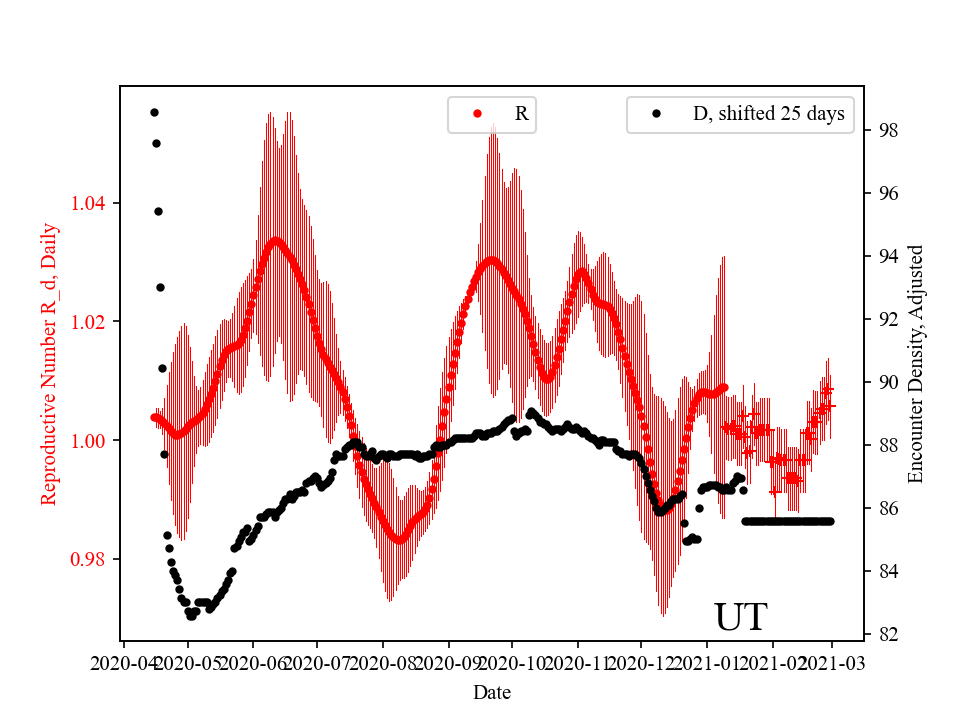 R
D, shifted 25 days
Reproductive Number R_d, Daily
1.04
1.02
1.00
0.98
98
96
94
92
90
88
86
84
82
Encounter Density, Adjusted
UT
2020-04 2020-05 2020-06 2020-07 2020-08 2020-09 2020-10 2020-11 2020-12 2021-01 2021-02 2021-03
Date